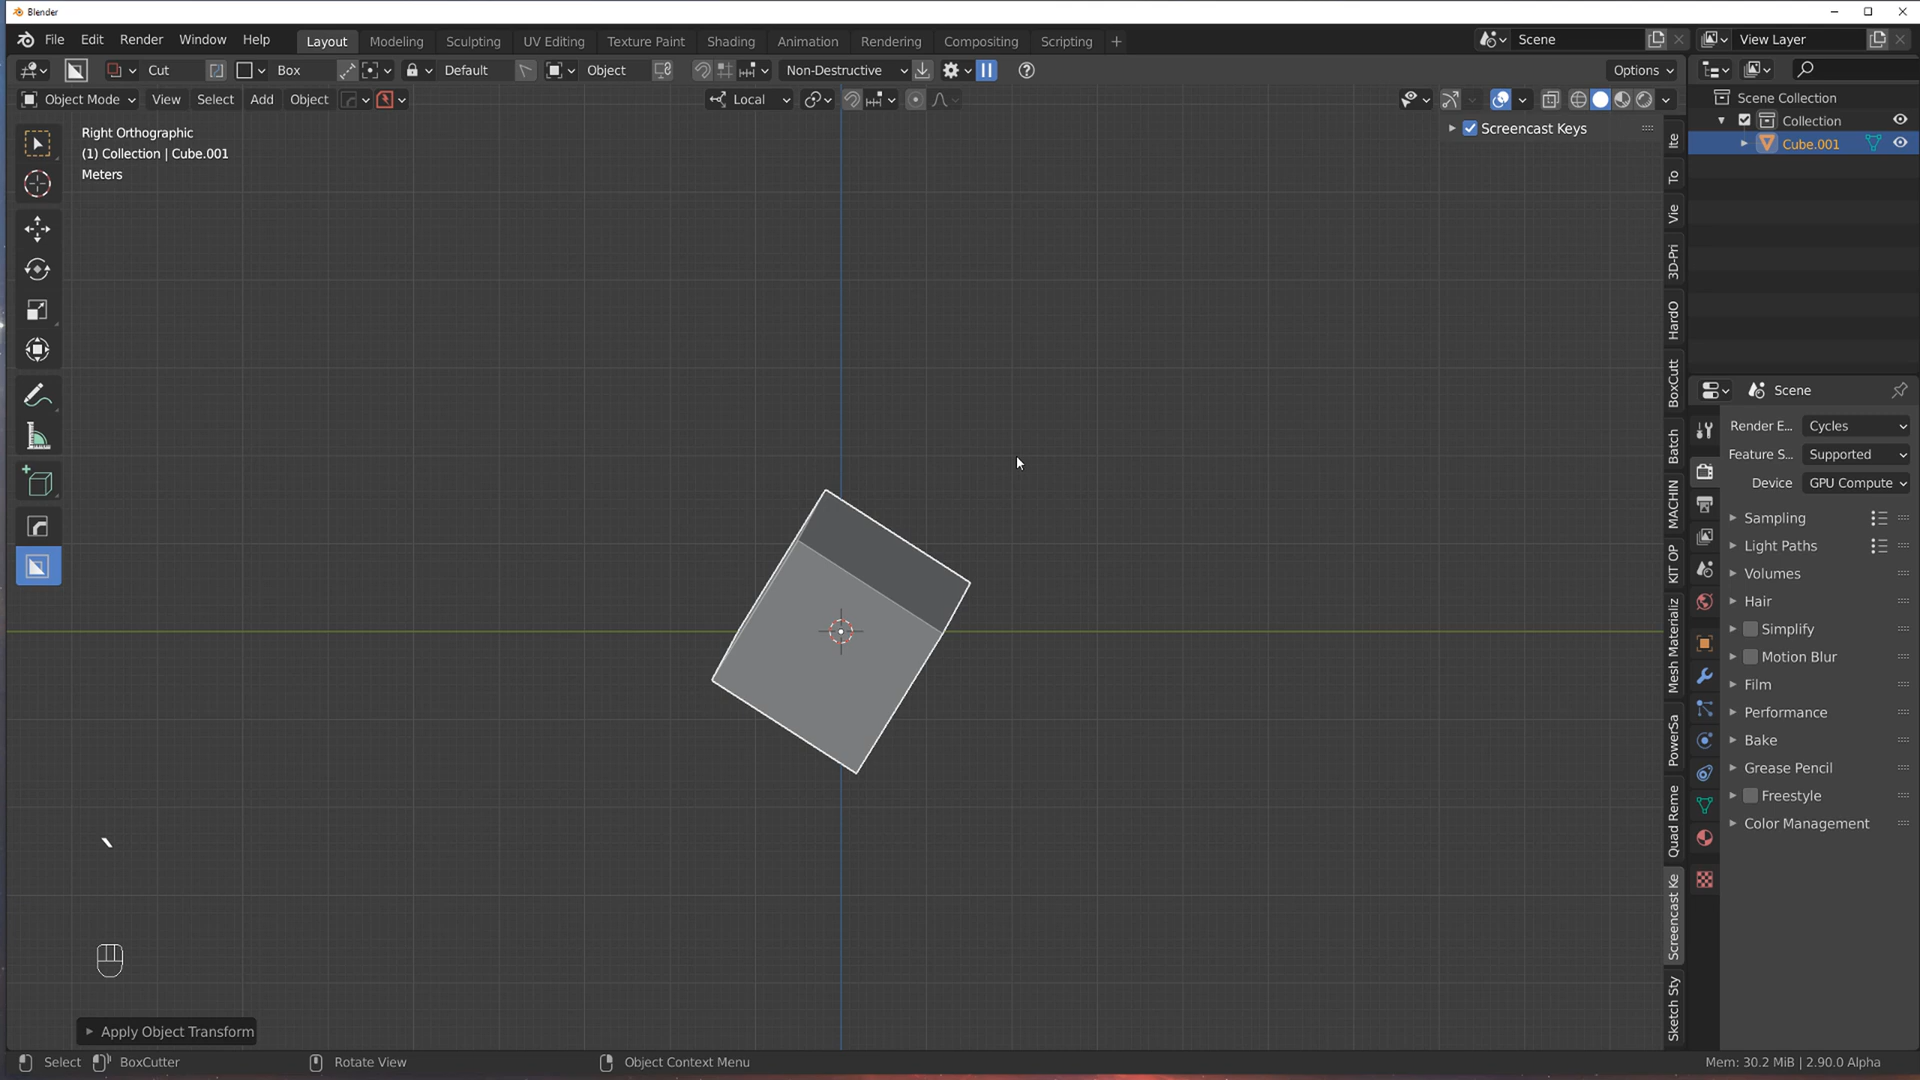 Blender
File Edit Render Window Help Layout Modeling Sculpting UV Editing Texture Paint Shading Animation Rendering Compositing Scripting + Scene View Layer
Cut Box Default Object Non-Destructive Options
Object Mode View Select Add Object Local
Scene Collection
Collection
Cube.001
Right Orthographic
(1) Collection | Cube.001
Meters
Screencast Keys
Ite
To
Vie
3D-Pri
HardO
BoxCutt
Batch
MACHIN
KIT OP
Mesh Materializ
PowerSa
Quad Reme
Screencast Ke
Sketch Sty
Scene
Render E... Cycles
Feature S... Supported
Device GPU Compute
Sampling
Light Paths
Volumes
Hair
Simplify
Motion Blur
Film
Performance
Bake
Grease Pencil
Freestyle
Color Management
`
Apply Object Transform
Select BoxCutter Rotate View Object Context Menu Mem: 30.2 MiB | 2.90.0 Alpha